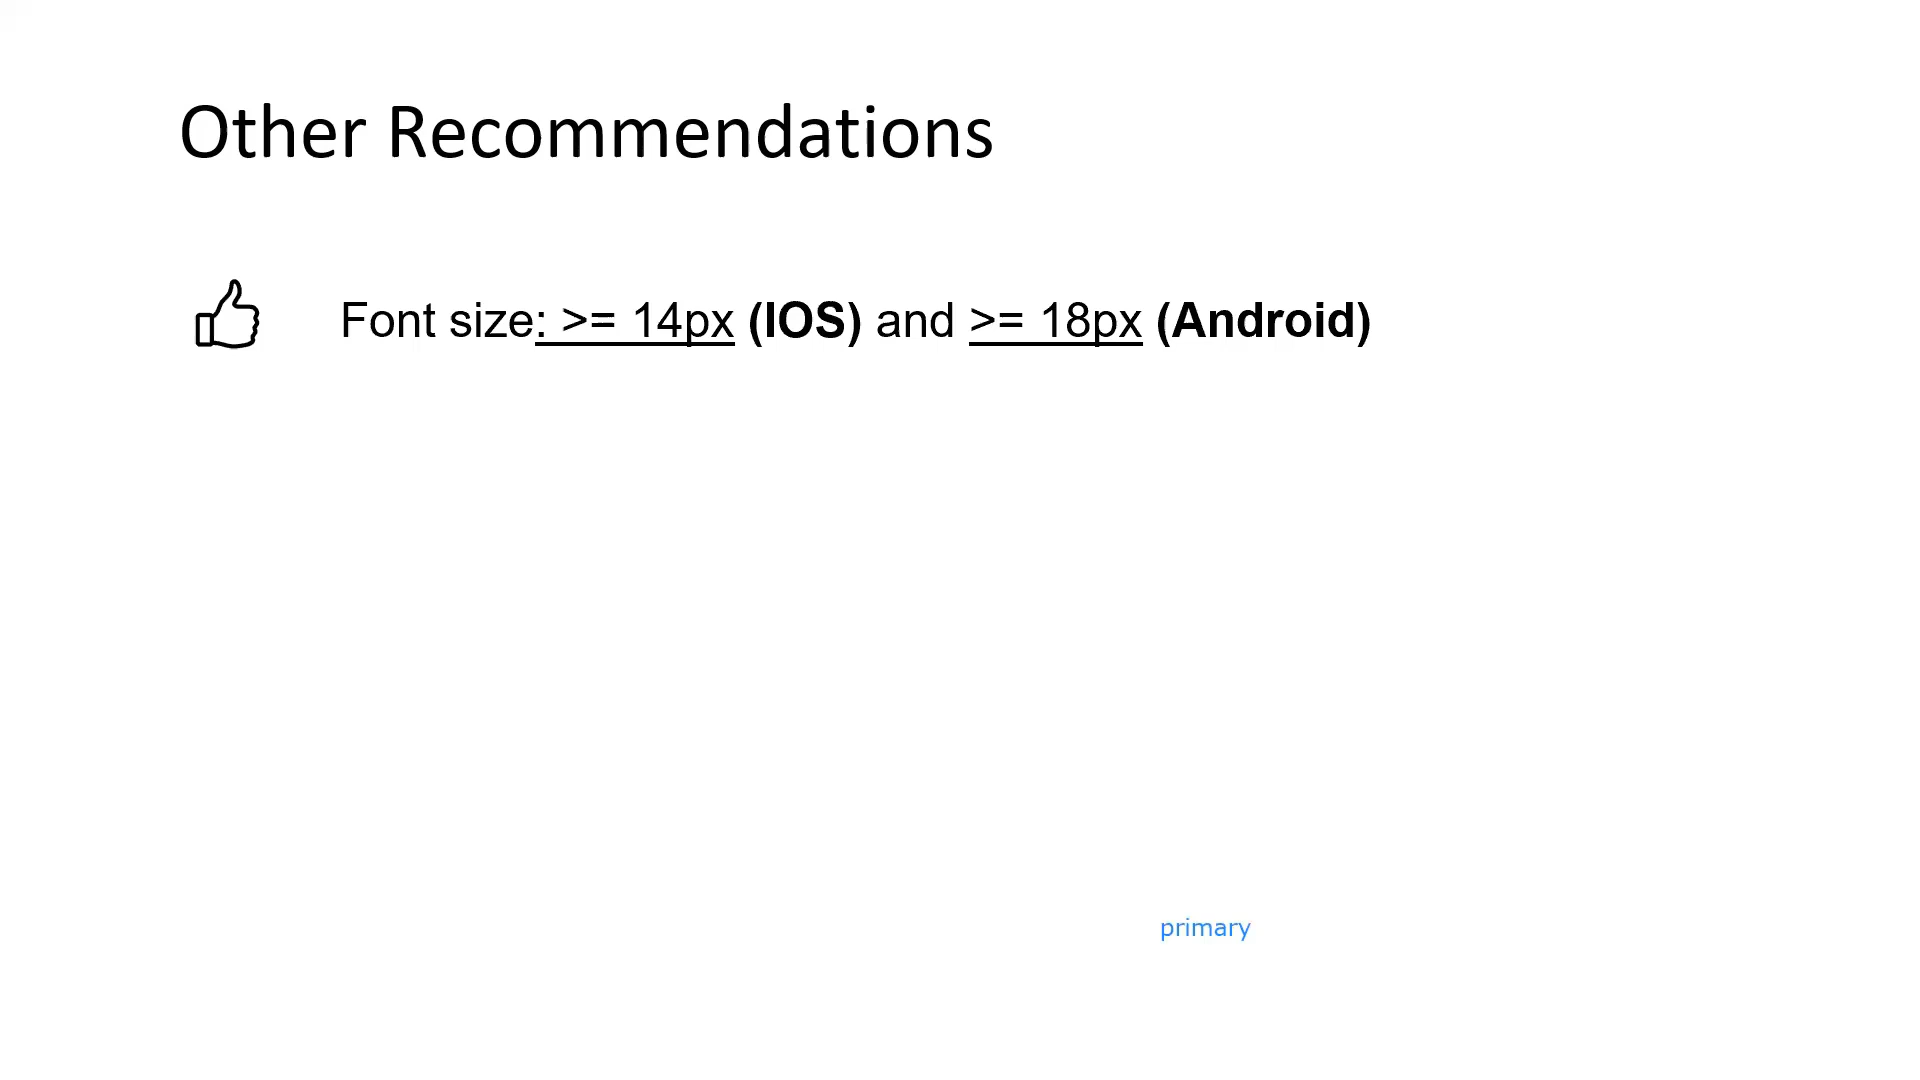 Other Recommendations
Font size: >= 14px (IOS) and >= 18px (Android)
primary